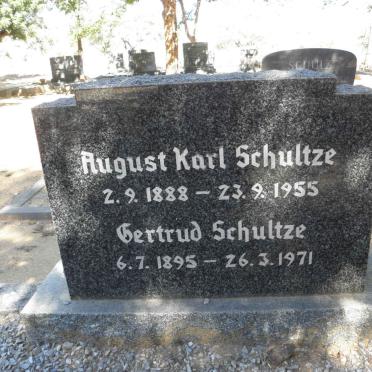 August Karl Schultze
2. 9. 1888 – 23. 9. 1955
Gertrud Schultze
6. 7. 1895 – 26. 3. 1971